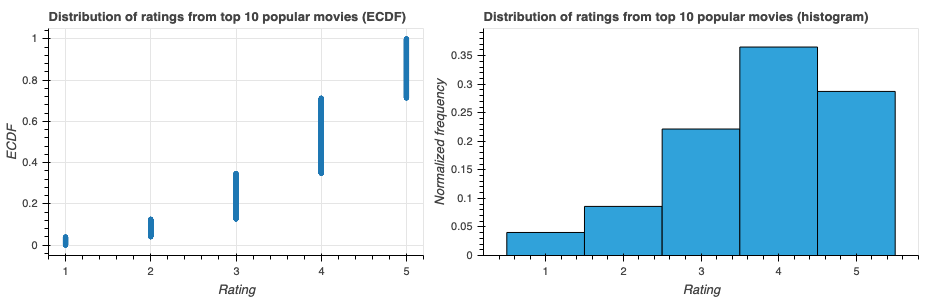 Distribution of ratings from top 10 popular movies (ECDF)
1
0.8
0.6
0.4
0.2
0
ECDF
1 2 3 4 5
Rating
Distribution of ratings from top 10 popular movies (histogram)
0.35
0.3
0.25
0.2
0.15
0.1
0.05
0
Normalized frequency
1 2 3 4 5
Rating